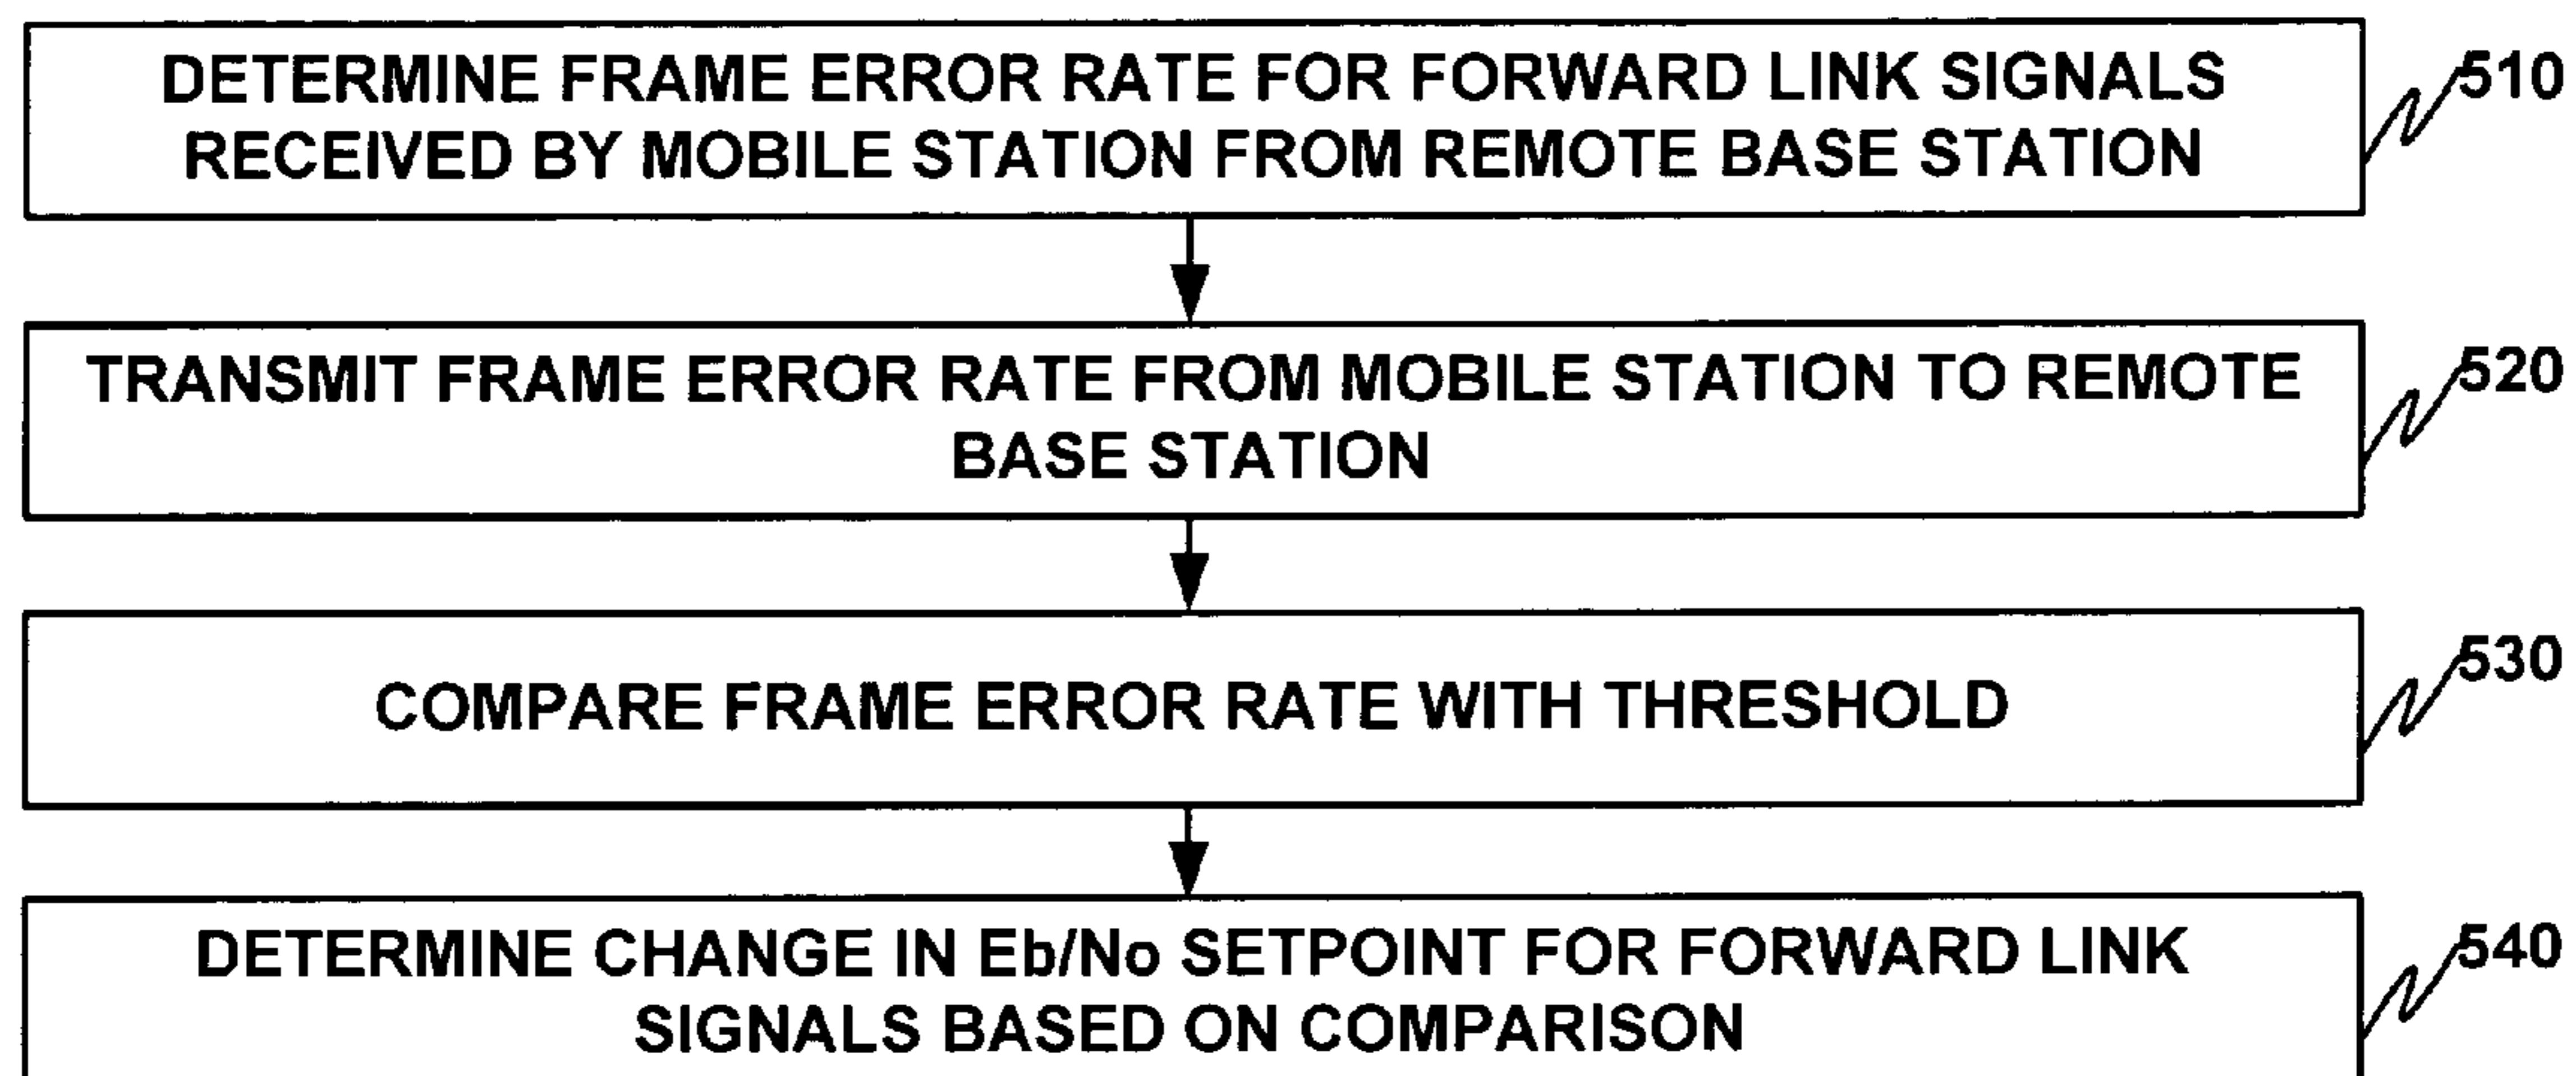 DETERMINE FRAME ERROR RATE FOR FORWARD LINK SIGNALS
RECEIVED BY MOBILE STATION FROM REMOTE BASE STATION
510
TRANSMIT FRAME ERROR RATE FROM MOBILE STATION TO REMOTE
BASE STATION
520
COMPARE FRAME ERROR RATE WITH THRESHOLD
530
DETERMINE CHANGE IN Eb/No SETPOINT FOR FORWARD LINK
SIGNALS BASED ON COMPARISON
540